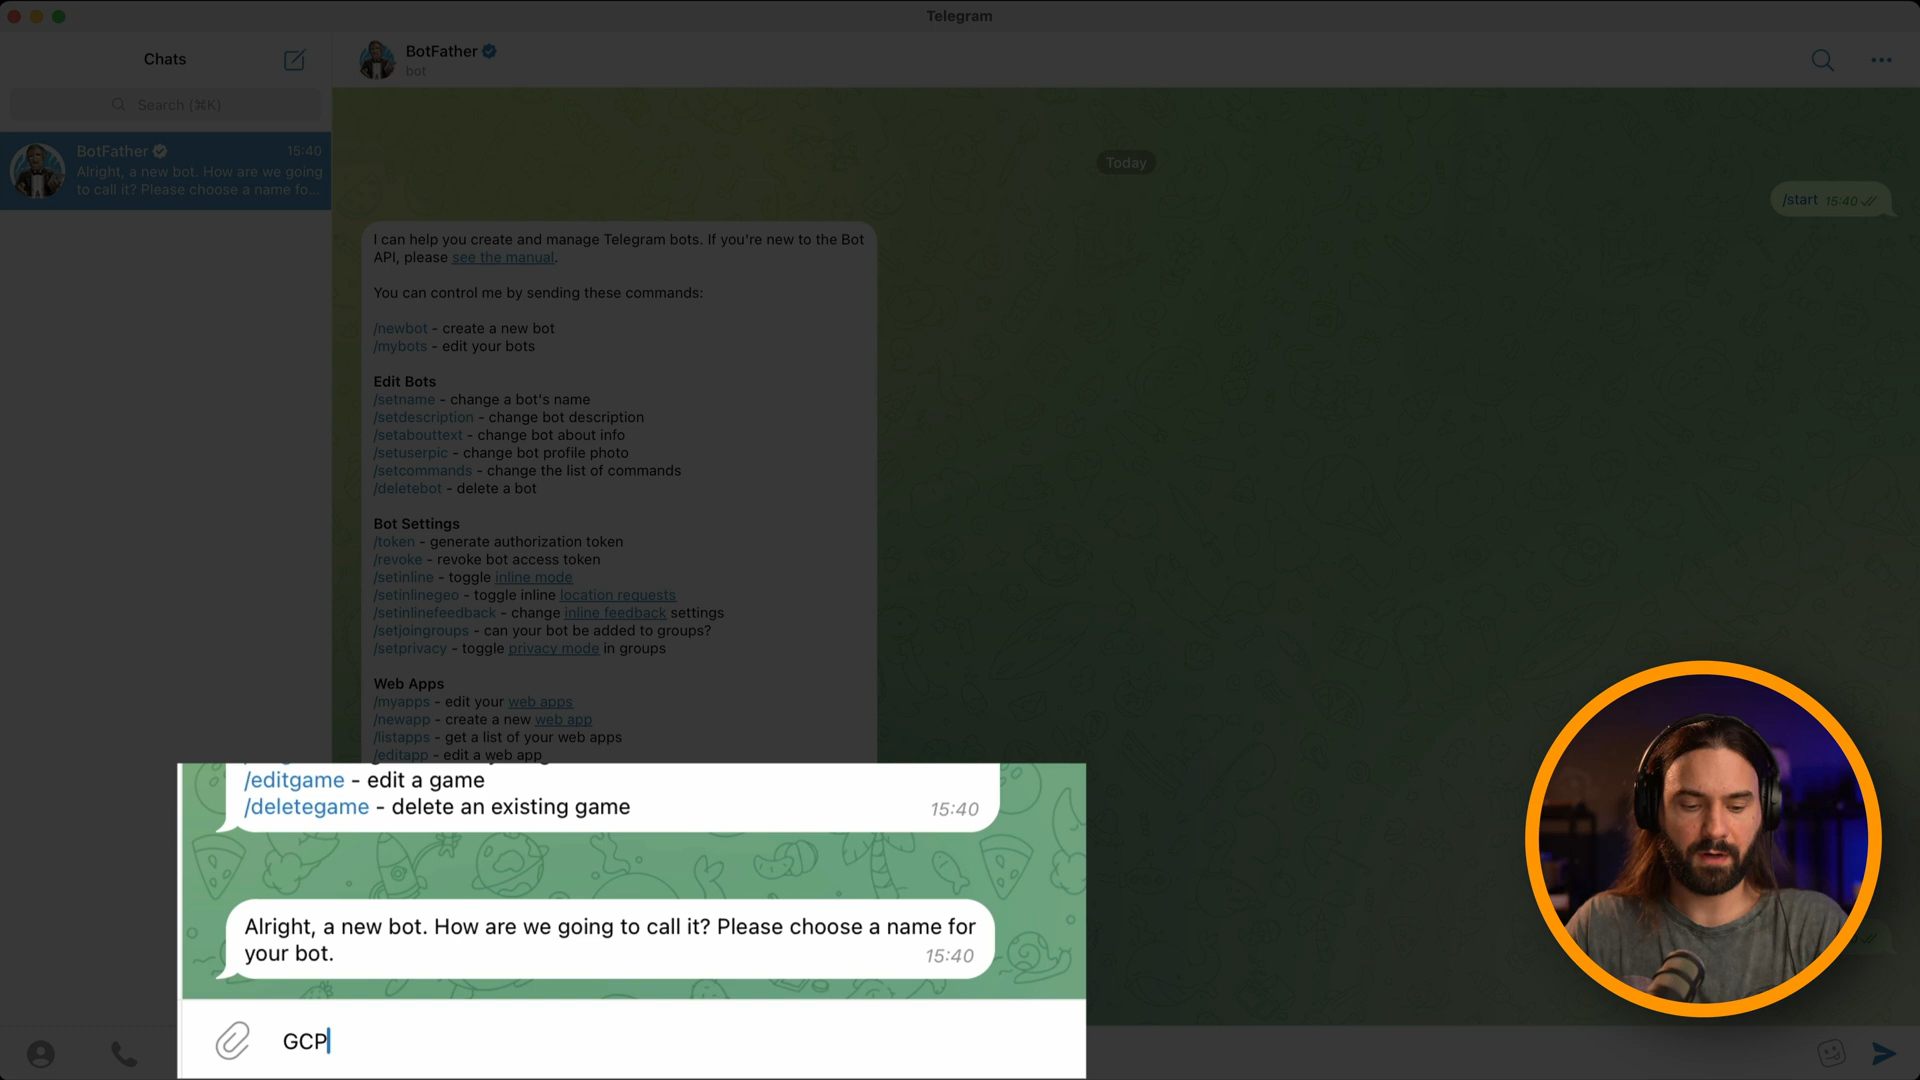 Telegram
Chats
Search (⌘K)
BotFather
15:40
Alright, a new bot. How are we going
to call it? Please choose a name fo...
BotFather
bot
Today
/start 15:40
I can help you create and manage Telegram bots. If you're new to the Bot
API, please see the manual.
You can control me by sending these commands:
/newbot - create a new bot
/mybots - edit your bots
Edit Bots
/setname - change a bot's name
/setdescription - change bot description
/setabouttext - change bot about info
/setuserpic - change bot profile photo
/setcommands - change the list of commands
/deletebot - delete a bot
Bot Settings
/token - generate authorization token
/revoke - revoke bot access token
/setinline - toggle inline mode
/setinlinegeo - toggle inline location requests
/setinlinefeedback - change inline feedback settings
/setjoingroups - can your bot be added to groups?
/setprivacy - toggle privacy mode in groups
Web Apps
/myapps - edit your web apps
/newapp - create a new web app
/listapps - get a list of your web apps
/editapp - edit a web app
/editgame - edit a game
/deletegame - delete an existing game
15:40
Alright, a new bot. How are we going to call it? Please choose a name for
your bot.
15:40
GCP